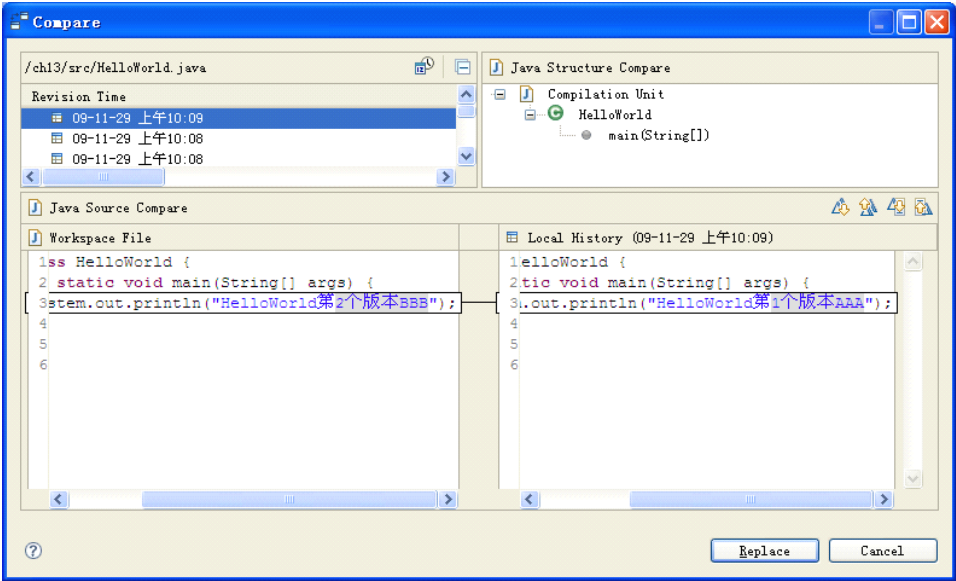 Compare
/ch13/src/HelloWorld.java
Revision Time
09-11-29 上午10:09
09-11-29 上午10:08
09-11-29 上午10:08
Java Structure Compare
Compilation Unit
HelloWorld
main(String[])
Java Source Compare
Workspace File
1ss HelloWorld {
2 static void main(String[] args) {
3stem.out.println("HelloWorld第2个版本BBB");
4
5
6
Local History (09-11-29 上午10:09)
1elloWorld {
2tic void main(String[] args) {
3.out.println("HelloWorld第1个版本AAA");
4
5
6
Replace
Cancel